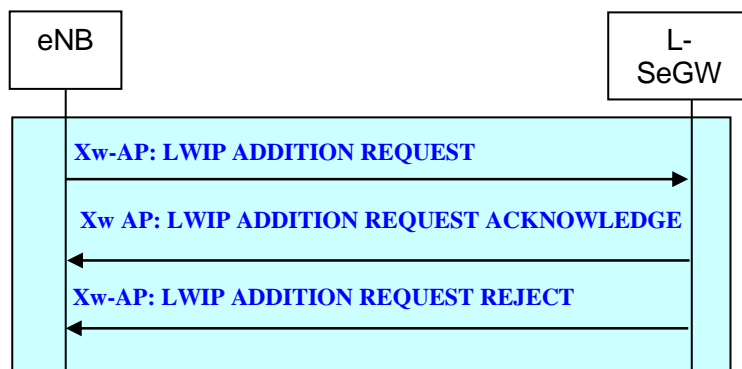 eNB
L-
SeGW
Xw-AP: LWIP ADDITION REQUEST
Xw AP: LWIP ADDITION REQUEST ACKNOWLEDGE
Xw-AP: LWIP ADDITION REQUEST REJECT